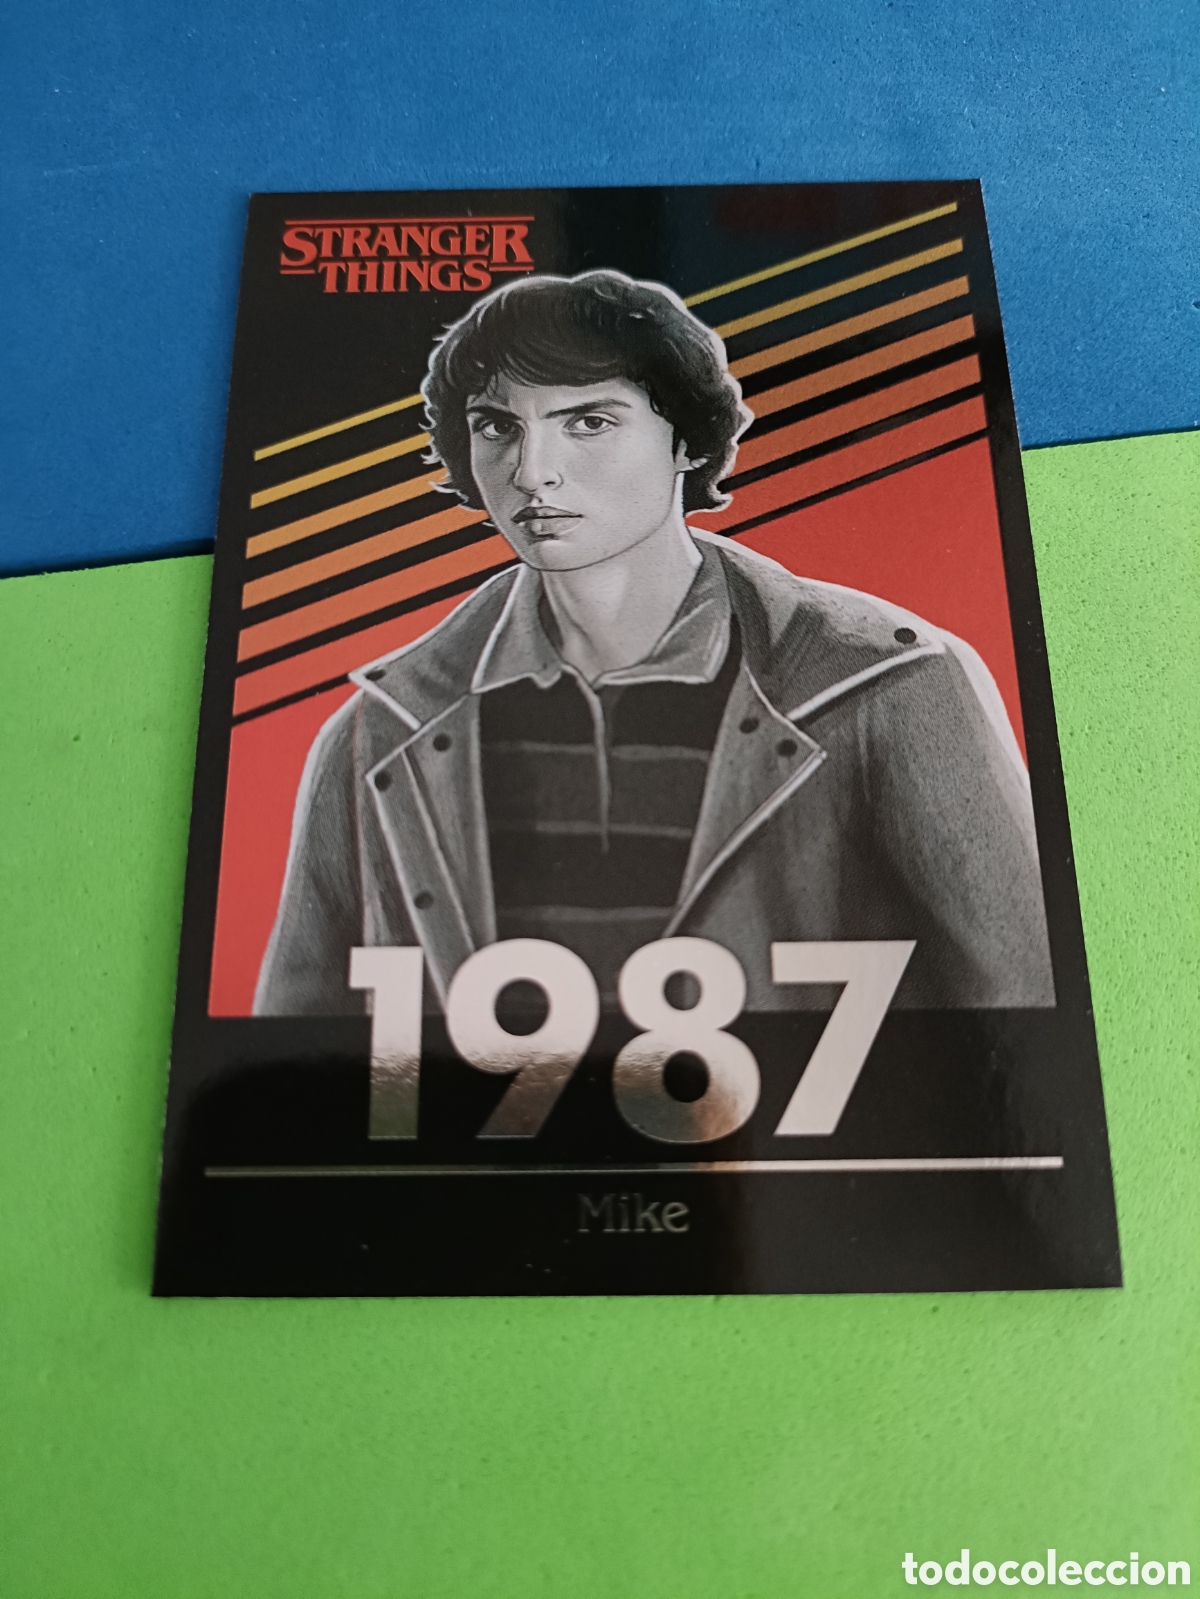 STRANGER
THINGS
1987
Mike
todocoleccion